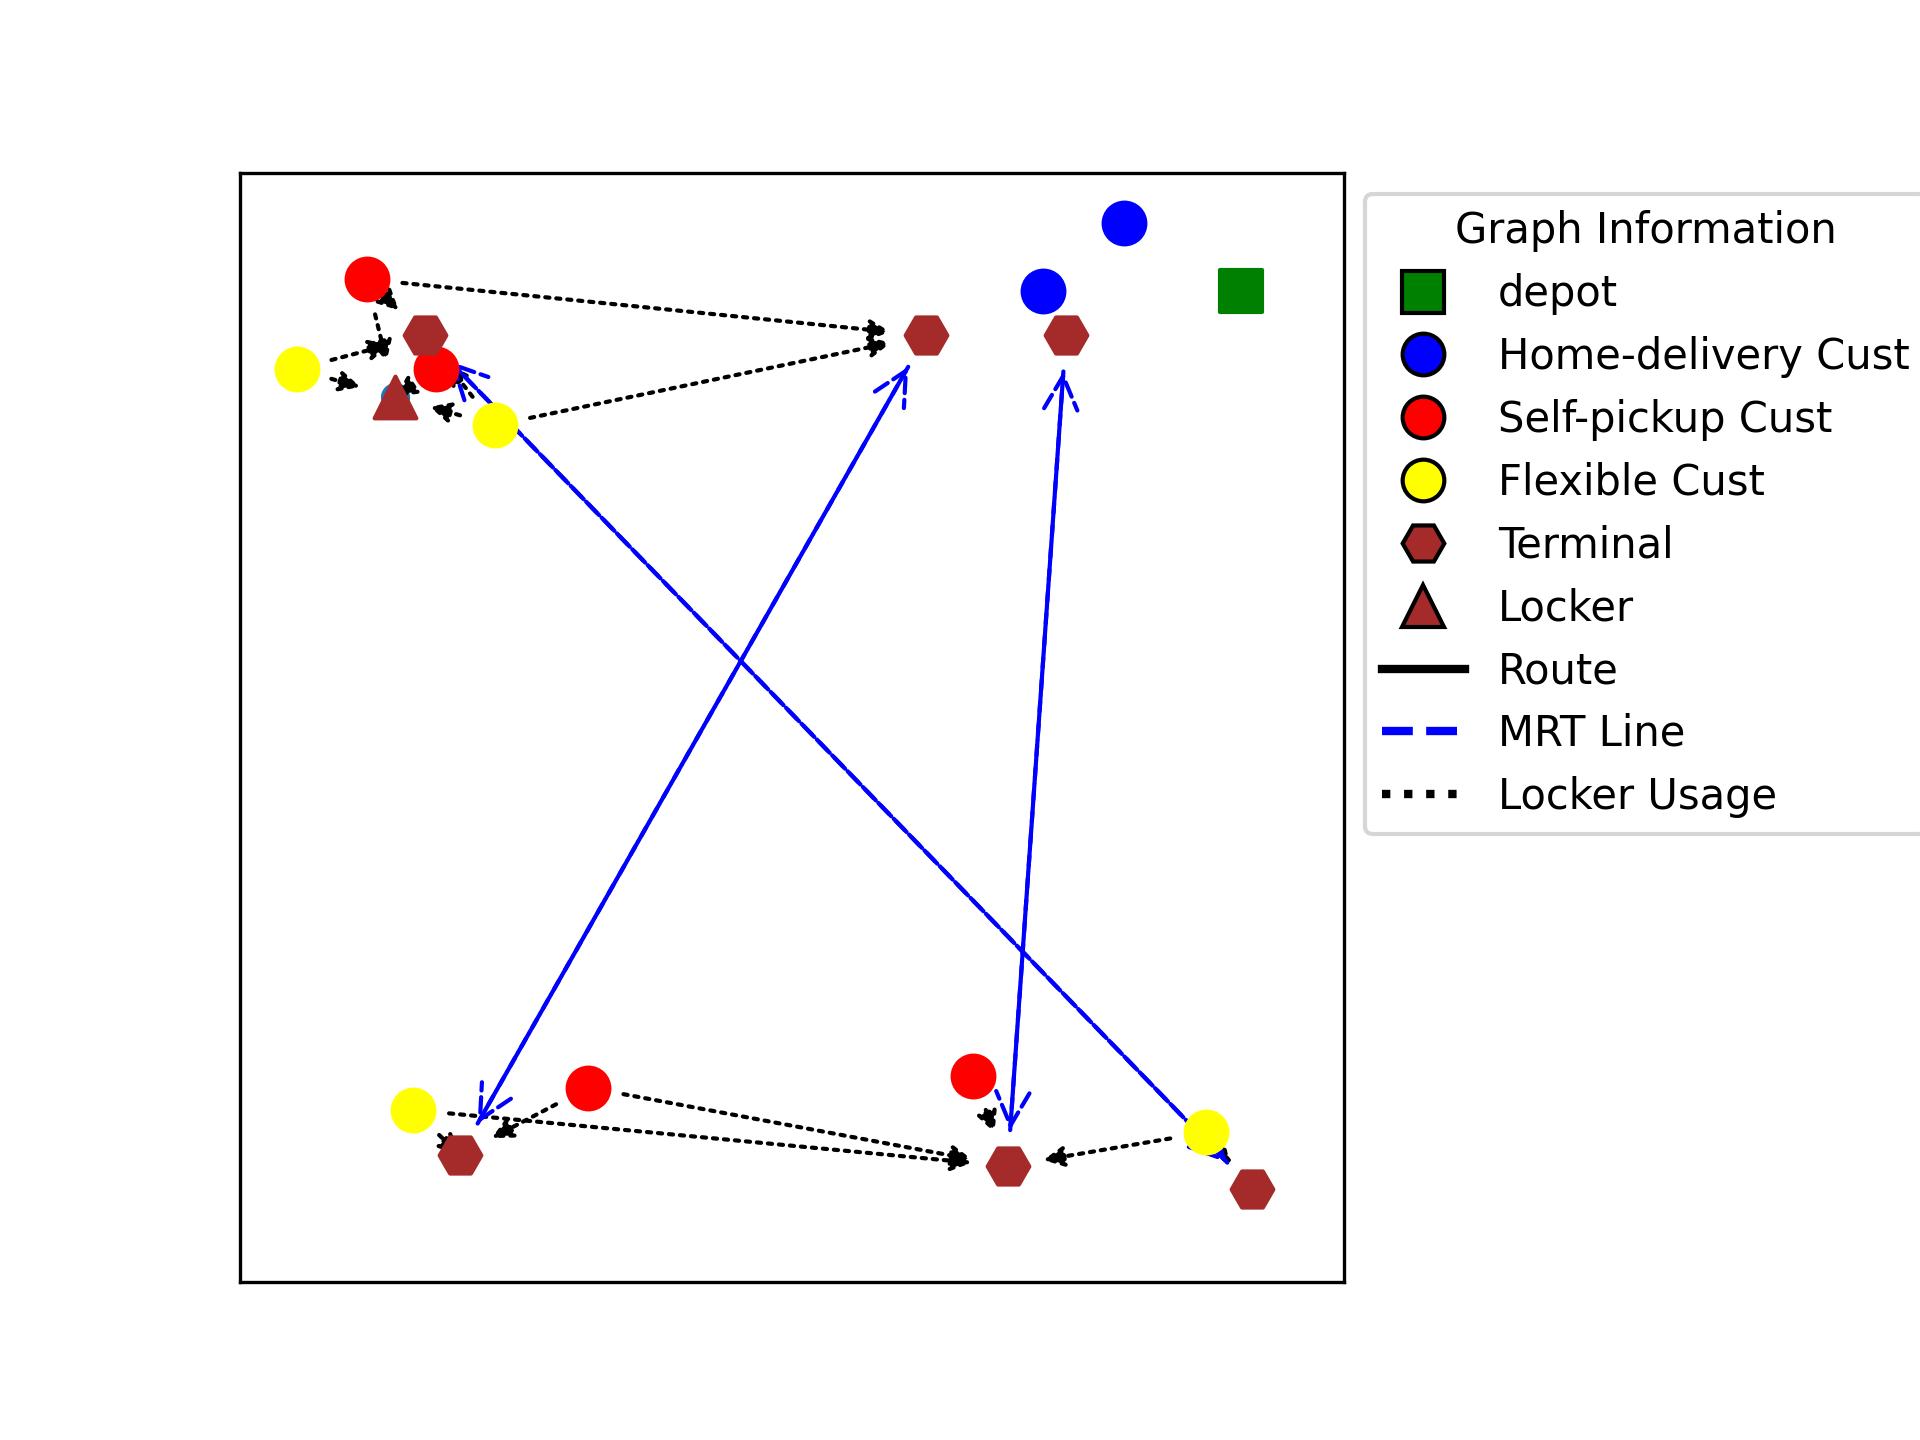 Graph Information
depot
Home-delivery Cust
Self-pickup Cust
Flexible Cust
Terminal
Locker
Route
MRT Line
Locker Usage